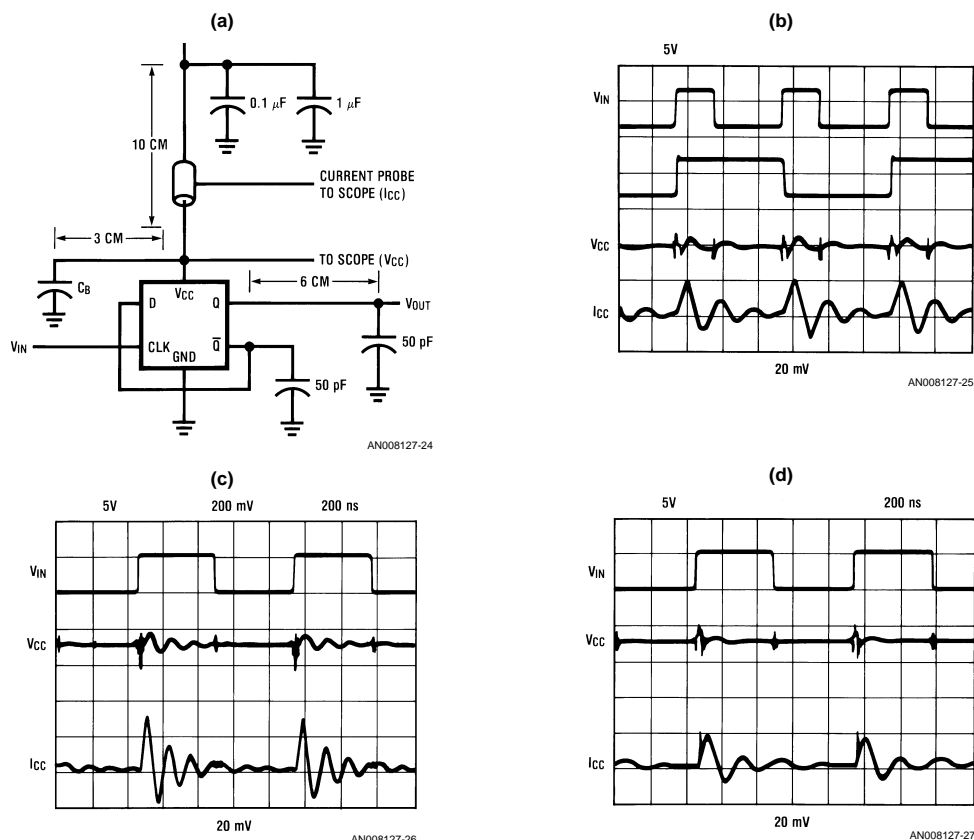 (a)
0.1 μF
1 μF
10 CM
CURRENT PROBE
TO SCOPE (ICC)
3 CM
TO SCOPE (VCC)
6 CM
CB
VCC
D
Q
VOUT
VIN
CLK
GND
Q̅
50 pF
50 pF
AN008127-24
(b)
5V
VIN
VCC
ICC
20 mV
AN008127-25
(c)
5V 200 mV 200 ns
VIN
VCC
ICC
20 mV
AN008127-26
(d)
5V 200 ns
VIN
VCC
ICC
20 mV
AN008127-27